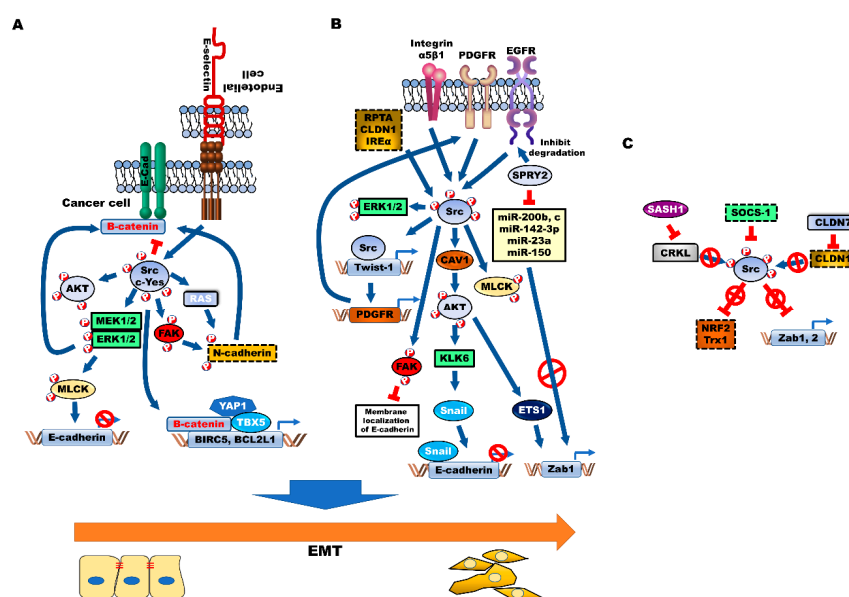 A
E-selectin
Endotelial
cell
E-Cad
Cancer cell
B-catenin
P
P
Src
c-Yes
P
P
AKT
P
P
RAS
MEK1/2
ERK1/2
P
P
FAK
P
P
N-cadherin
P
P
MLCK
P
P
E-cadherin
YAP1
B-catenin
TBX5
BIRC5, BCL2L1
B
Integrin
α5β1
PDGFR
EGFR
RPTA
CLDN1
IREα
Inhibit
degradation
SPRY2
ERK1/2
P
P
Src
P
P
miR-200b, c
miR-142-3p
miR-23a
miR-150
Src
Twist-1
CAV1
P
P
MLCK
P
P
PDGFR
AKT
P
P
FAK
P
P
KLK6
Membrane
localization
of E-cadherin
Snail
ETS1
Snail
E-cadherin
Zab1
C
SASH1
SOCS-1
CLDN7
CRKL
CLDN1
Src
P
P
NRF2
Trx1
Zab1, 2
EMT